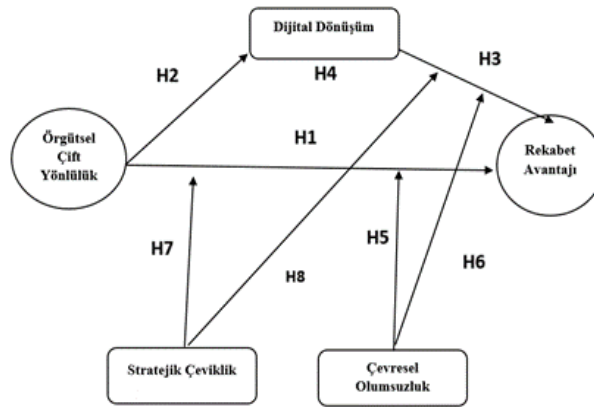 Dijital Dönüşüm
H2
H4
H3
Örgütsel
Çift
Yönlülük
H1
Rekabet
Avantajı
H7
H8
H5
H6
Stratejik Çeviklik
Çevresel
Olumsuzluk